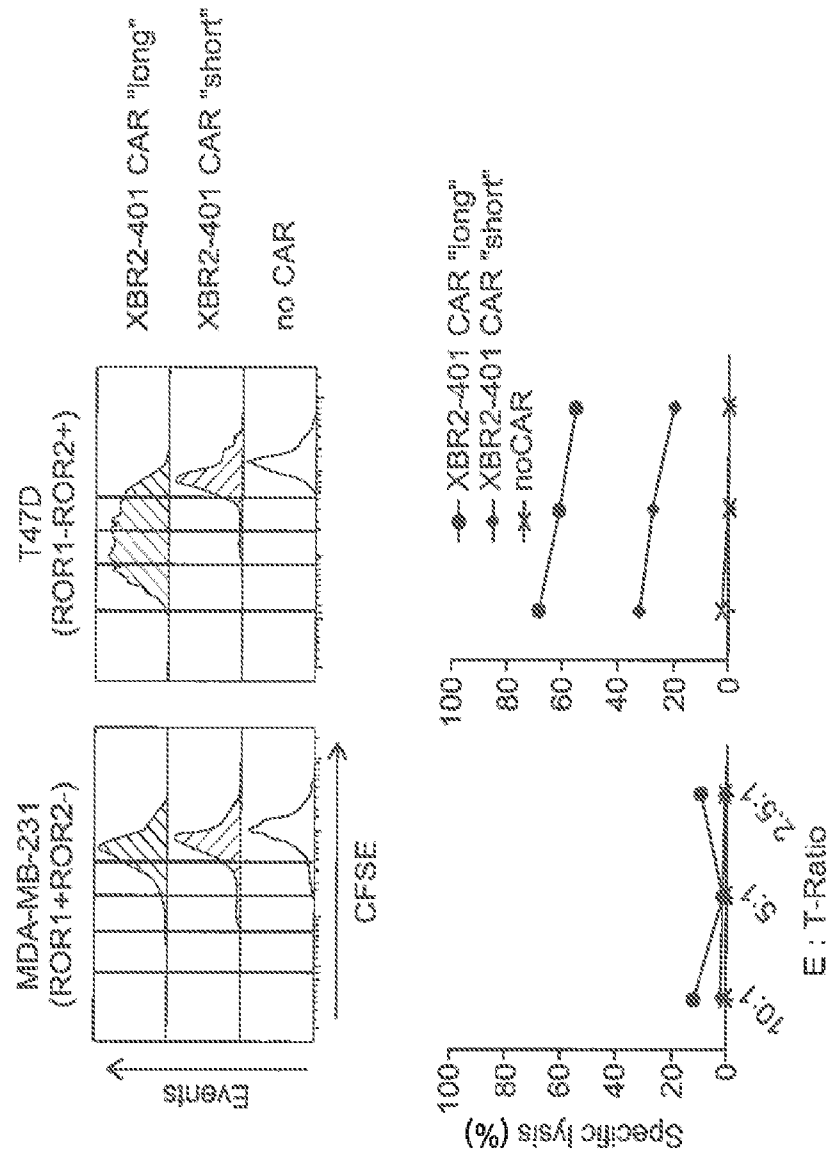 MDA-MB-231
(ROR1+ROR2-)
T47D
(ROR1-ROR2+)
Events
XBR2-401 CAR "long"
XBR2-401 CAR "short"
no CAR
CFSE
Specific lysis (%)
100
80
60
40
20
0
100
80
60
40
20
0
XBR2-401 CAR "long"
XBR2-401 CAR "short"
noCAR
10:1
5:1
2,5:1
E : T-Ratio